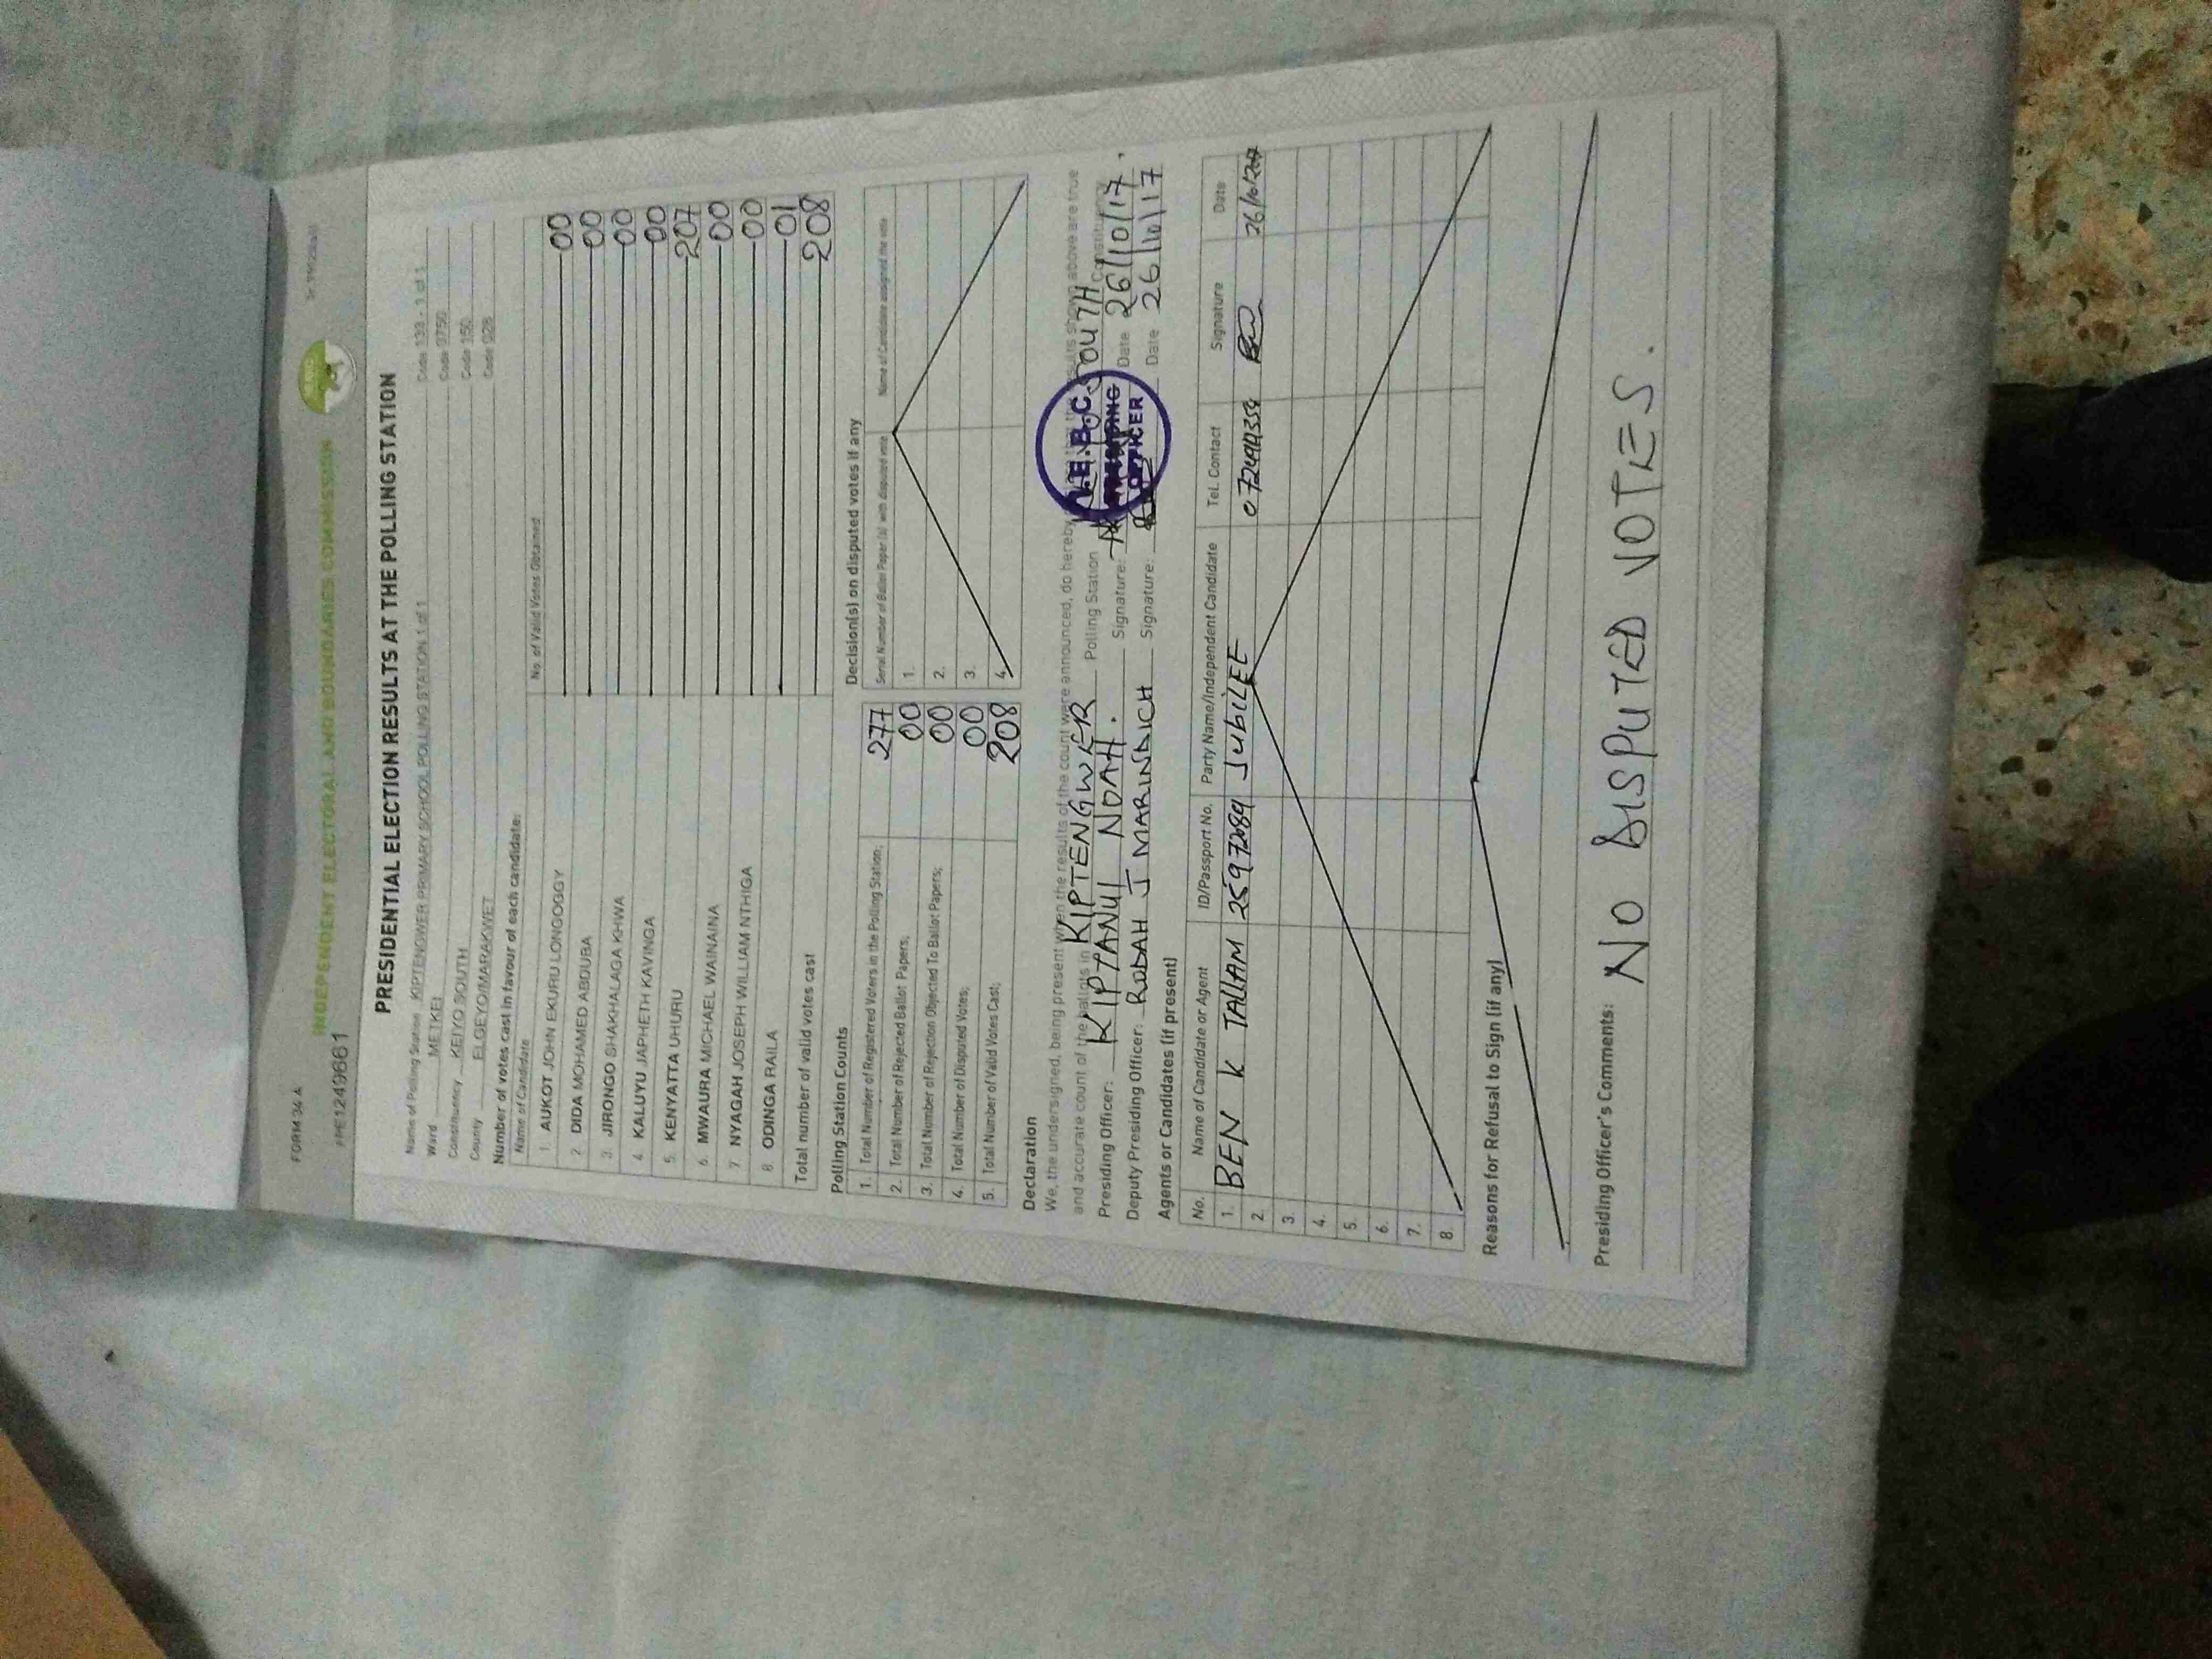 FORM 34 A
INDEPENDENT ELECTORAL AND BOUNDARIES COMMISSION
PRESIDENTIAL ELECTION RESULTS AT THE POLLING STATION
Name of Polling Station KIPTENGWER PRIMARY SCHOOL POLLING STATION 1 of 1 Code 133 - 1 of 1
Ward METKEI Code 0750
Constituency KEIYO SOUTH Code 150
County ELGEYO/MARAKWET Code 028
Number of votes cast in favour of each candidate:
Name of Candidate No. of Valid Votes Obtained
1. AUKOT JOHN EKURU LONGOGGY 00
2. DIDA MOHAMED ABDUBA 00
3. JIRONGO SHAKHALAGA KHWA 00
4. KALUYU JAPHETH KAVINGA 00
5. KENYATTA UHURU 207
6. MWAURA MICHAEL WAINAINA 00
7. NYAGAH JOSEPH WILLIAM NTHIGA 00
8. ODINGA RAILA 01
Total number of valid votes cast 208
Polling Station Counts
1. Total Number of Registered Voters in the Polling Station; 277
2. Total Number of Rejected Ballot Papers; 00
3. Total Number of Rejection Objected To Ballot Papers; 00
4. Total Number of Disputed Votes; 00
5. Total Number of Valid Votes Cast; 208
Decision(s) on disputed votes if any
Serial Number of Ballot Paper (s) with disputed vote Name of Candidate assigned the vote
1.
2.
3.
4.
Declaration
We, the undersigned, being present when the results of the count were announced, do hereby results shown above are true
and accurate count of the ballots in KIPTENGWER Polling Station SOUTH Constituency
Presiding Officer: KIPTANUI NOAH. Signature: Date 26/10/17.
Deputy Presiding Officer: RODAH J MARINDICH Signature: Date 26/10/17
I.E.B.C.
PRESIDING
OFFICER
Agents or Candidates (if present)
No. Name of Candidate or Agent ID/Passport No. Party Name/Independent Candidate Tel. Contact Signature Date
1. BEN K TALLAM 25972089 JUBILEE
2.
3.
4.
5.
6.
7.
8.
Reasons for Refusal to Sign (if any)
Presiding Officer's Comments: NO DISPUTED VOTES.